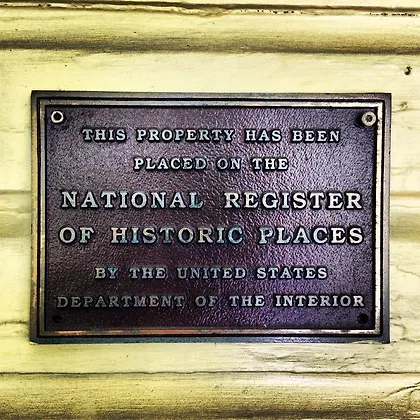 THIS PROPERTY HAS BEEN
PLACED ON THE
NATIONAL REGISTER
OF HISTORIC PLACES
BY THE UNITED STATES
DEPARTMENT OF THE INTERIOR